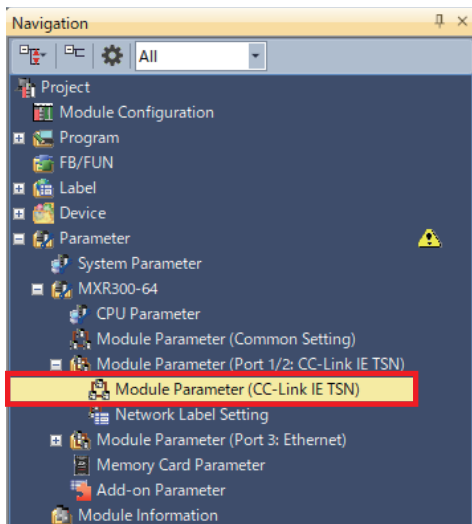 Navigation
All
Project
Module Configuration
Program
FB/FUN
Label
Device
Parameter
System Parameter
MXR300-64
CPU Parameter
Module Parameter (Common Setting)
Module Parameter (Port 1/2: CC-Link IE TSN)
Module Parameter (CC-Link IE TSN)
Network Label Setting
Module Parameter (Port 3: Ethernet)
Memory Card Parameter
Add-on Parameter
Module Information